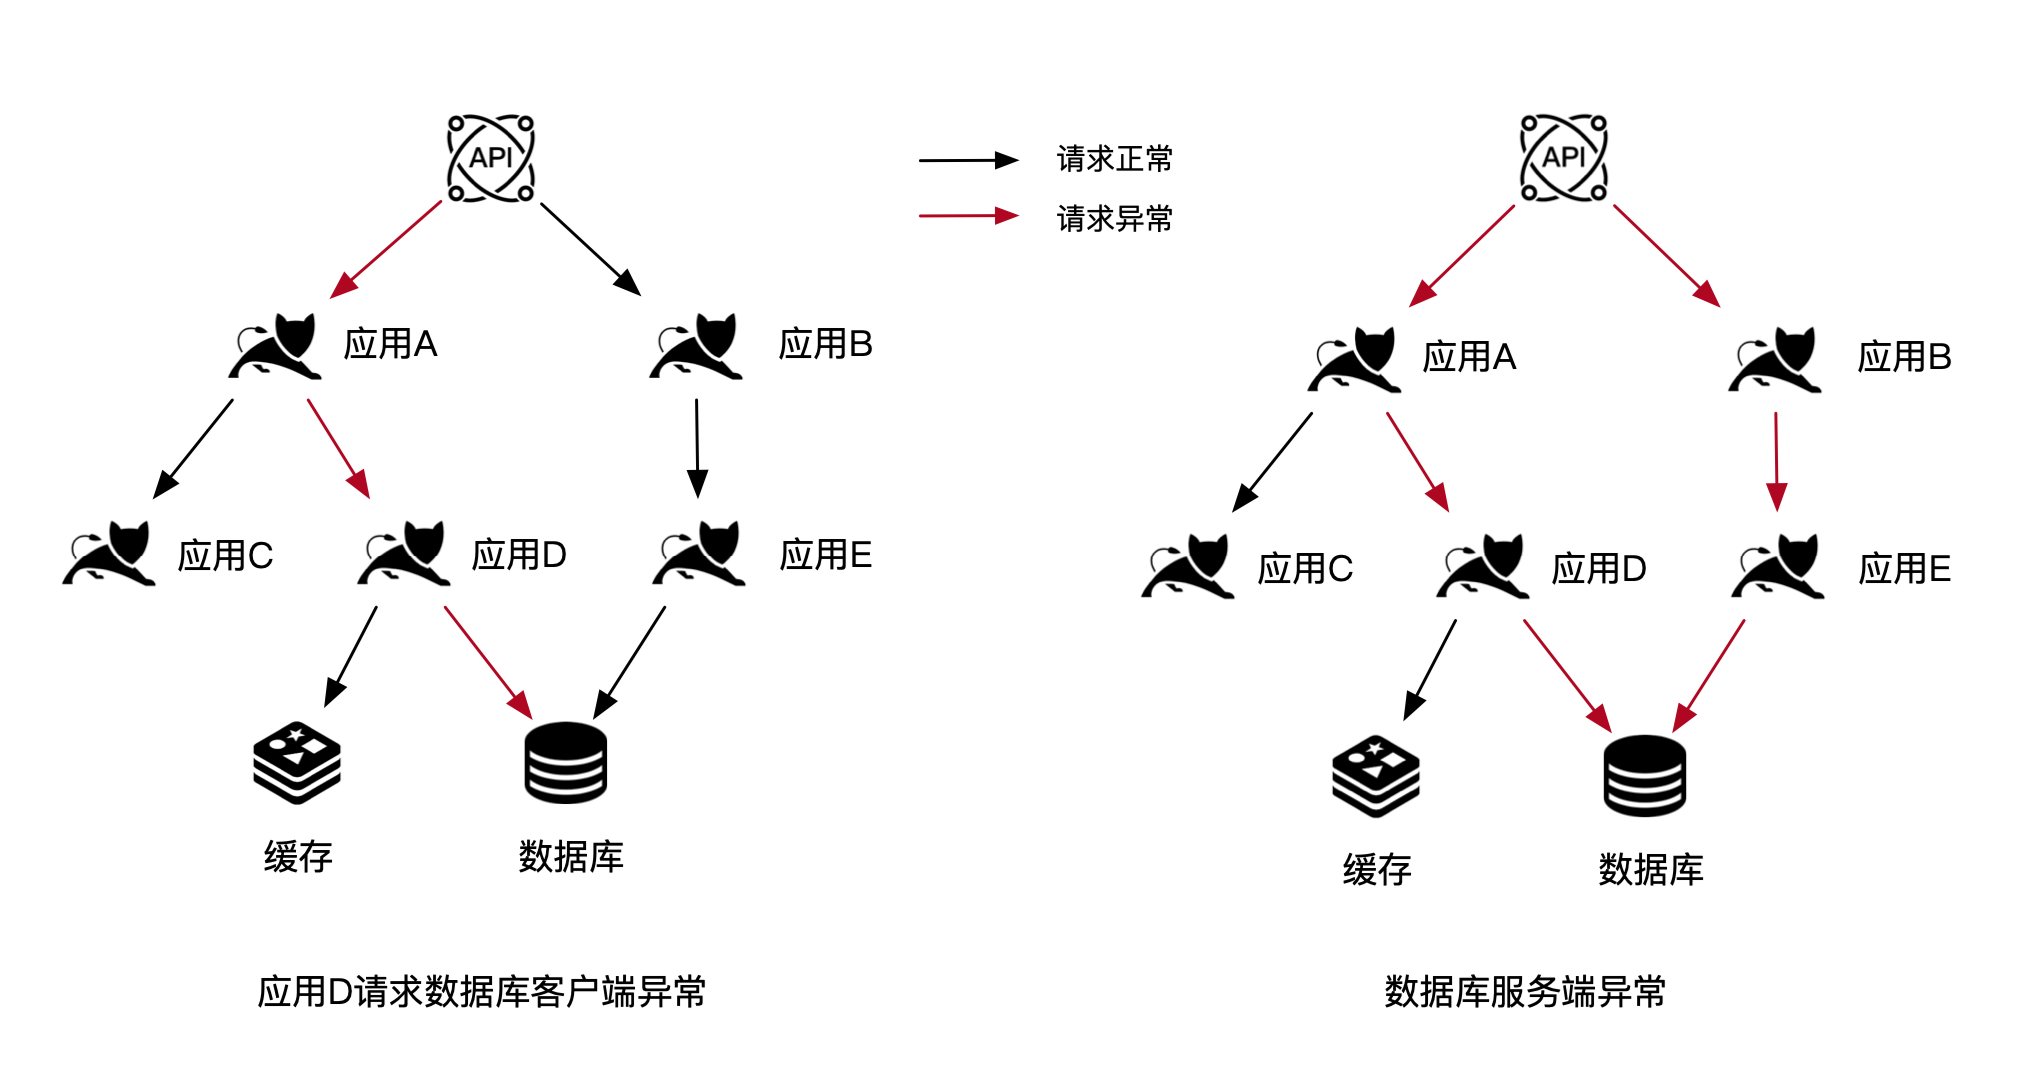 API
请求正常
请求异常
应用A
应用B
应用C
应用D
应用E
缓存
数据库
应用D请求数据库客户端异常
API
应用A
应用B
应用C
应用D
应用E
缓存
数据库
数据库服务端异常